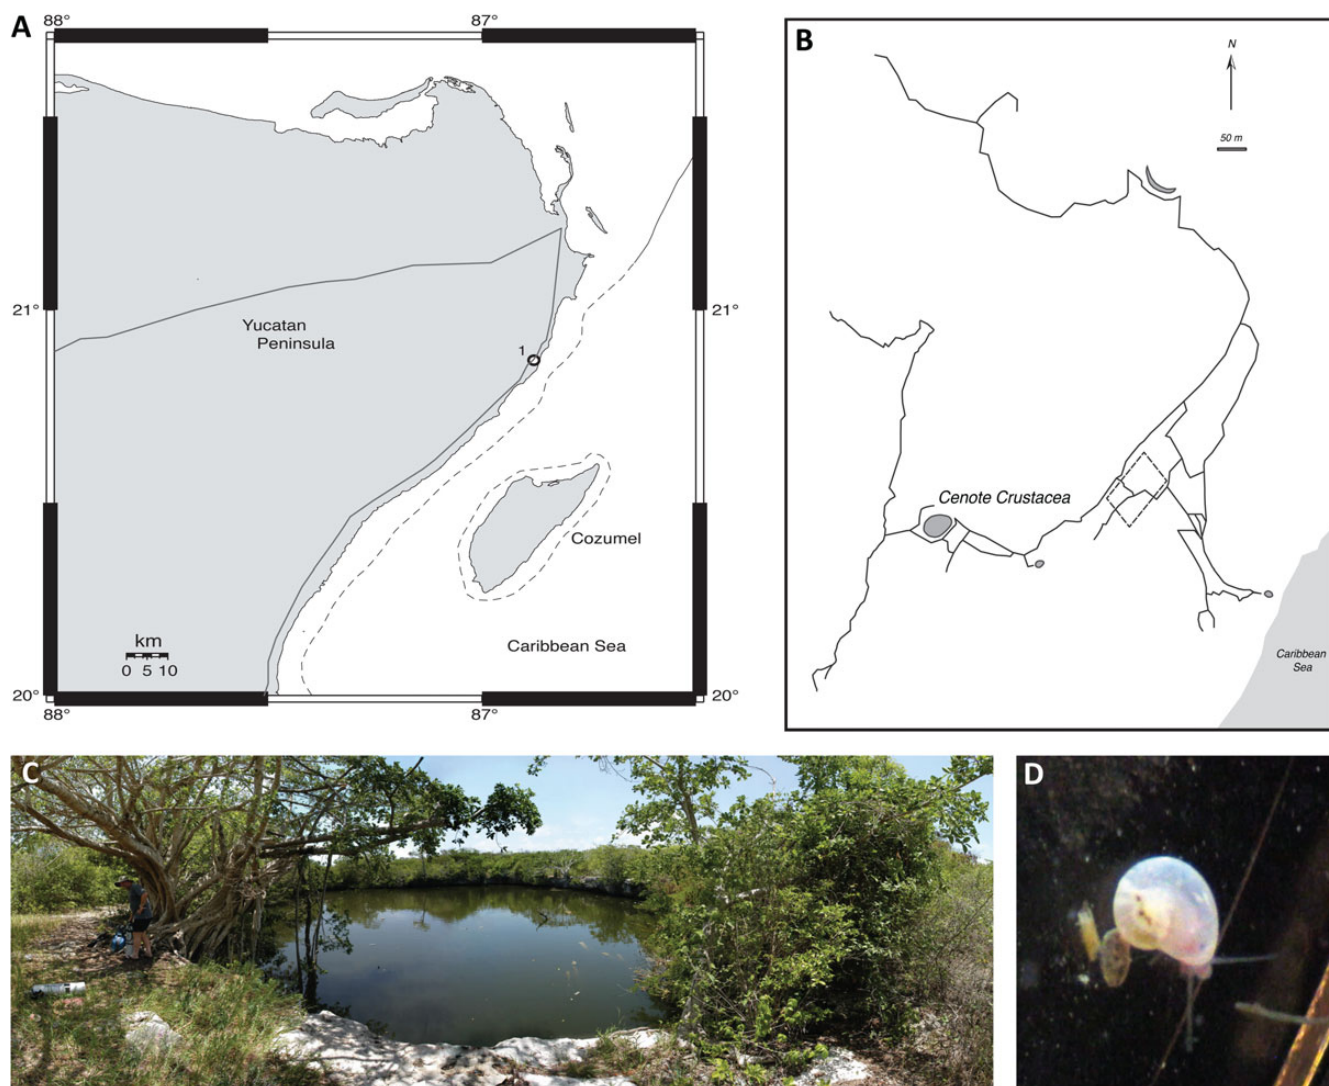 A
88°
87°
21°
21°
Yucatan
Peninsula
1
Cozumel
km
0 5 10
Caribbean Sea
20°
20°
88°
87°
B
N
50 m
Cenote Crustacea
Caribbean
Sea
C
D